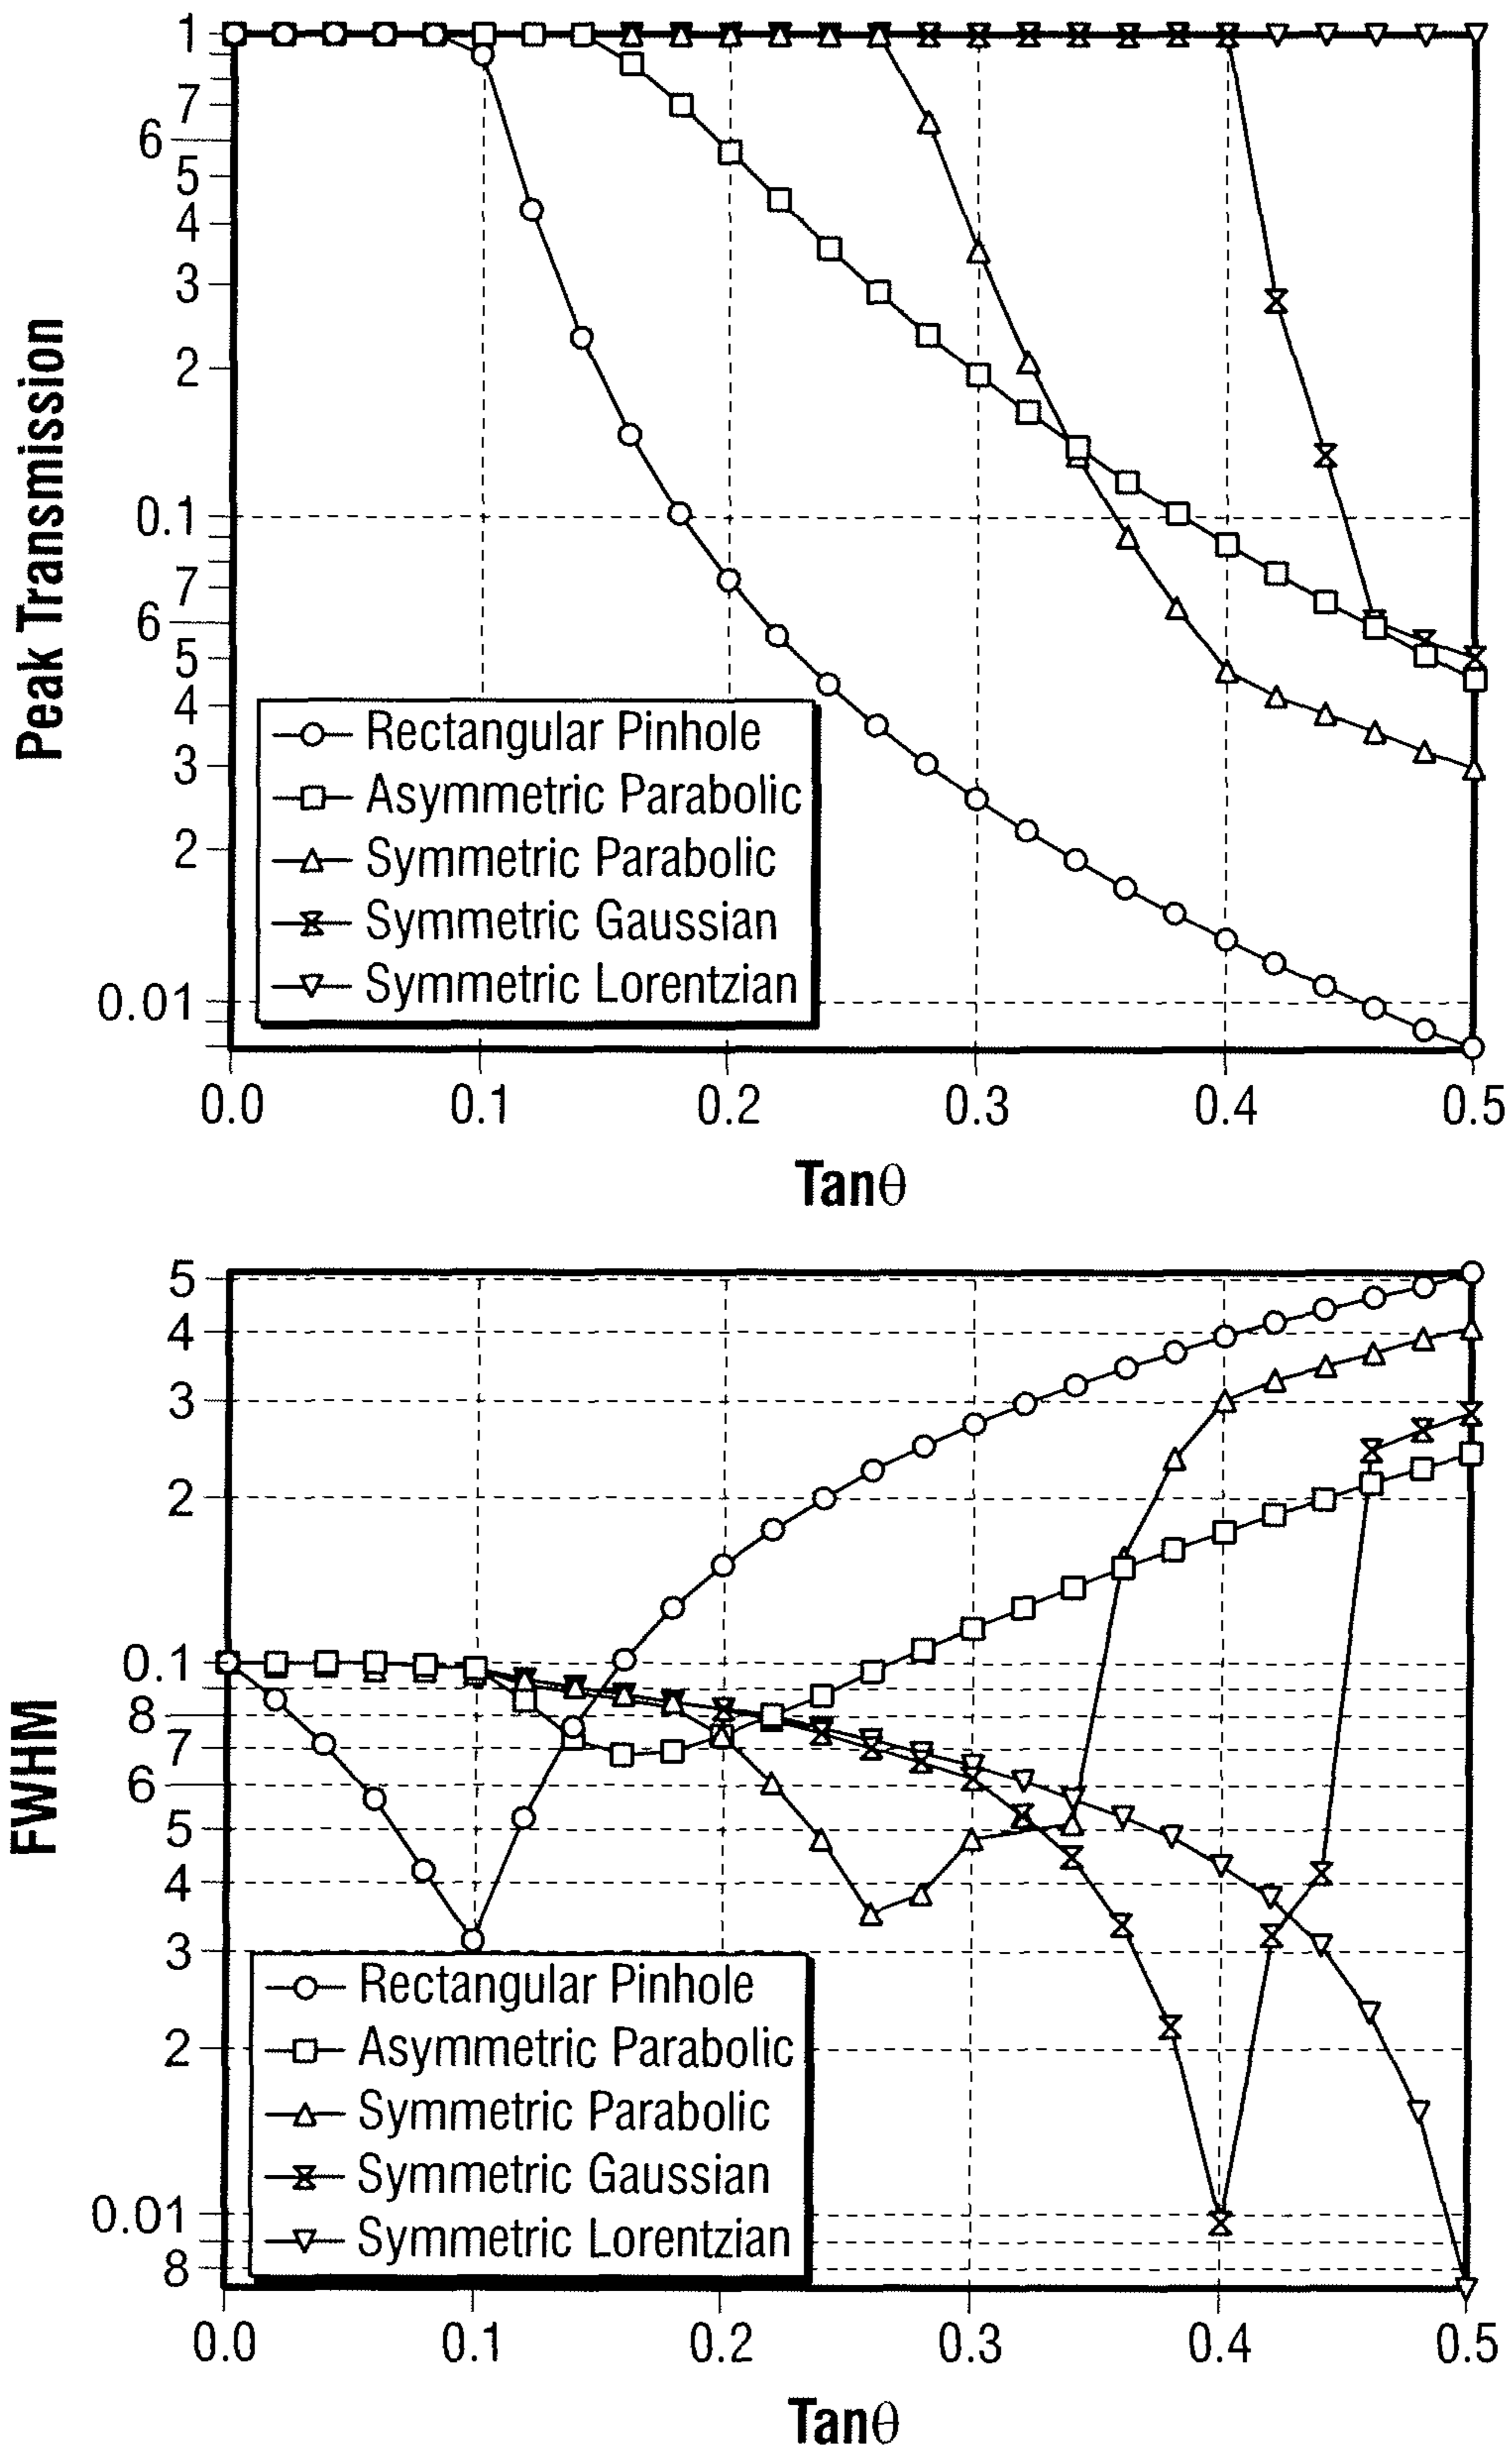 Peak Transmission
1
7
6
5
4
3
2
0.1
7
6
5
4
3
2
0.01
Rectangular Pinhole
Asymmetric Parabolic
Symmetric Parabolic
Symmetric Gaussian
Symmetric Lorentzian
0.0 0.1 0.2 0.3 0.4 0.5
Tanθ
FWHM
5
4
3
2
0.1
8
7
6
5
4
3
2
0.01
8
Rectangular Pinhole
Asymmetric Parabolic
Symmetric Parabolic
Symmetric Gaussian
Symmetric Lorentzian
0.0 0.1 0.2 0.3 0.4 0.5
Tanθ